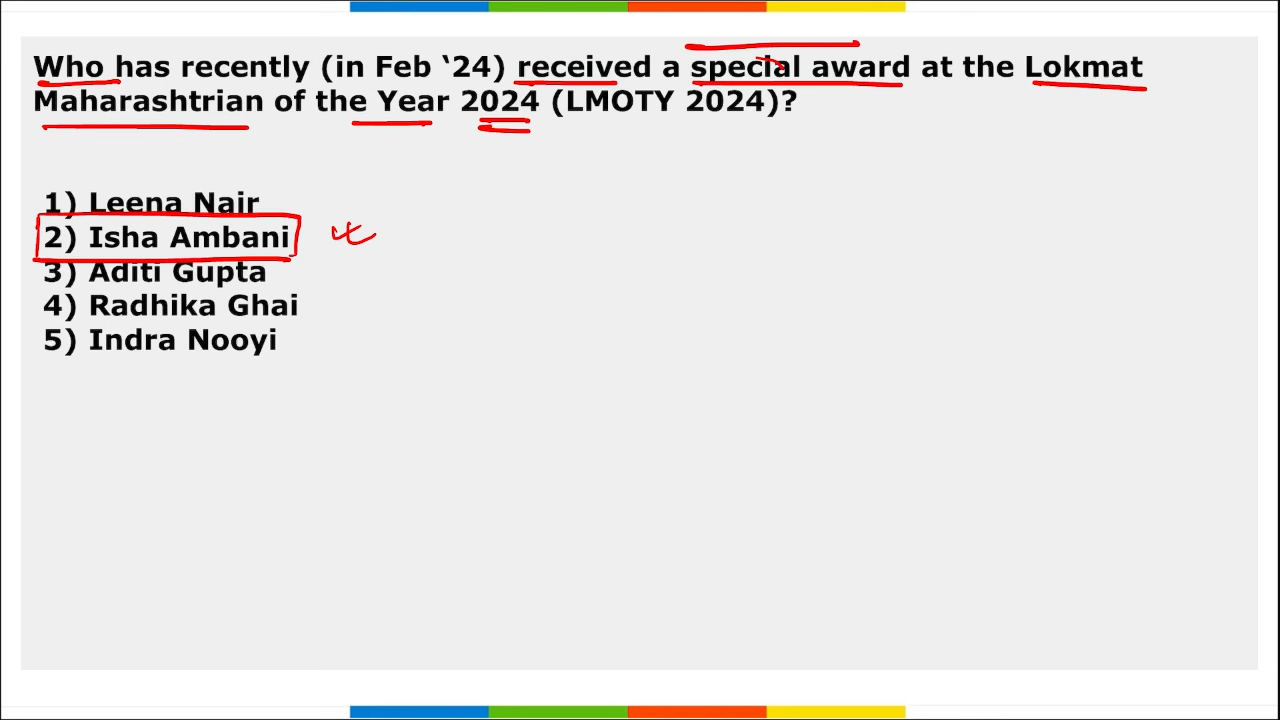 Who has recently (in Feb ‘24) received a special award at the Lokmat
Maharashtrian of the Year 2024 (LMOTY 2024)?
1) Leena Nair
2) Isha Ambani
3) Aditi Gupta
4) Radhika Ghai
5) Indra Nooyi